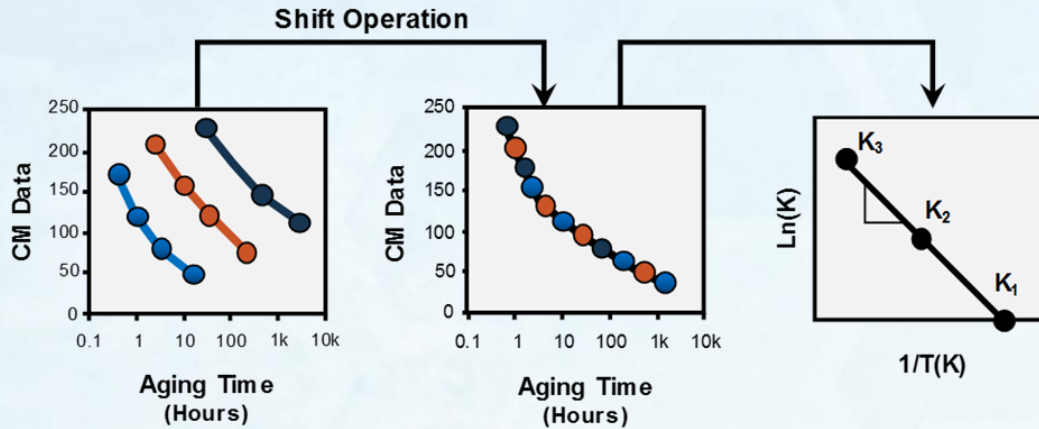 Shift Operation
CM Data
250
200
150
100
50
0
0.1 1 10 100 1k 10k
Aging Time
(Hours)
CM Data
250
200
150
100
50
0
0.1 1 10 100 1k 10k
Aging Time
(Hours)
Ln(K)
K₃
K₂
K₁
1/T(K)